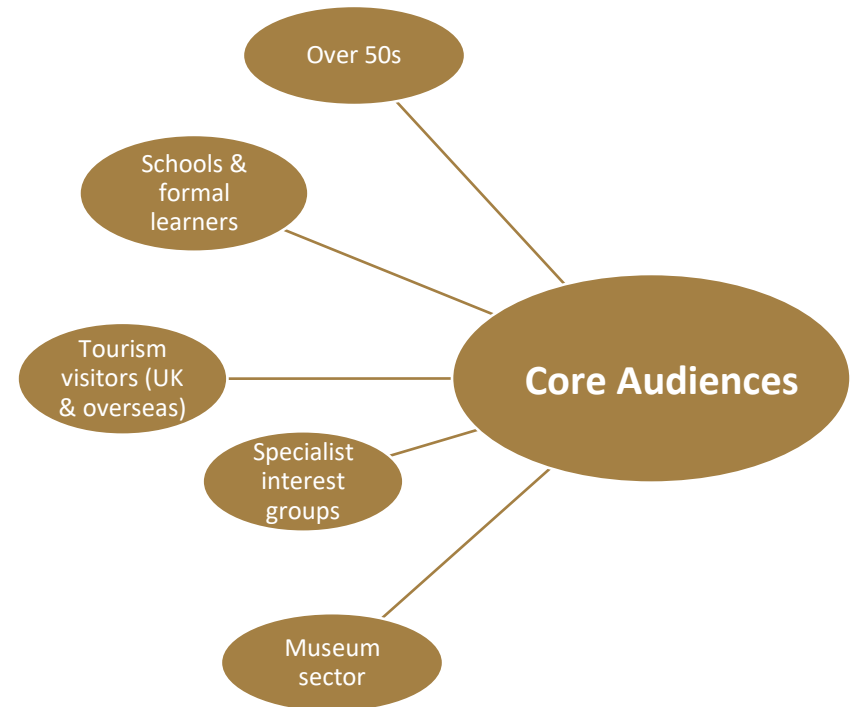 Over 50s
Schools &
formal
learners
Tourism
visitors (UK
& overseas)
Core Audiences
Specialist
interest
groups
Museum
sector